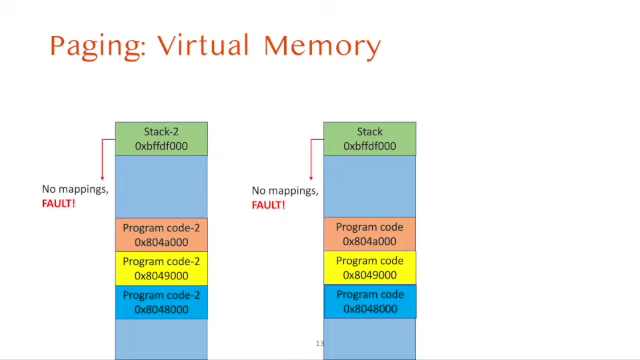 Paging: Virtual Memory
Stack-2
0xbffdf000
No mappings,
FAULT!
Program code-2
0x804a000
Program code-2
0x8049000
Program code-2
0x8048000
Stack
0xbffdf000
No mappings,
FAULT!
Program code
0x804a000
Program code
0x8049000
Program code
0x8048000
13